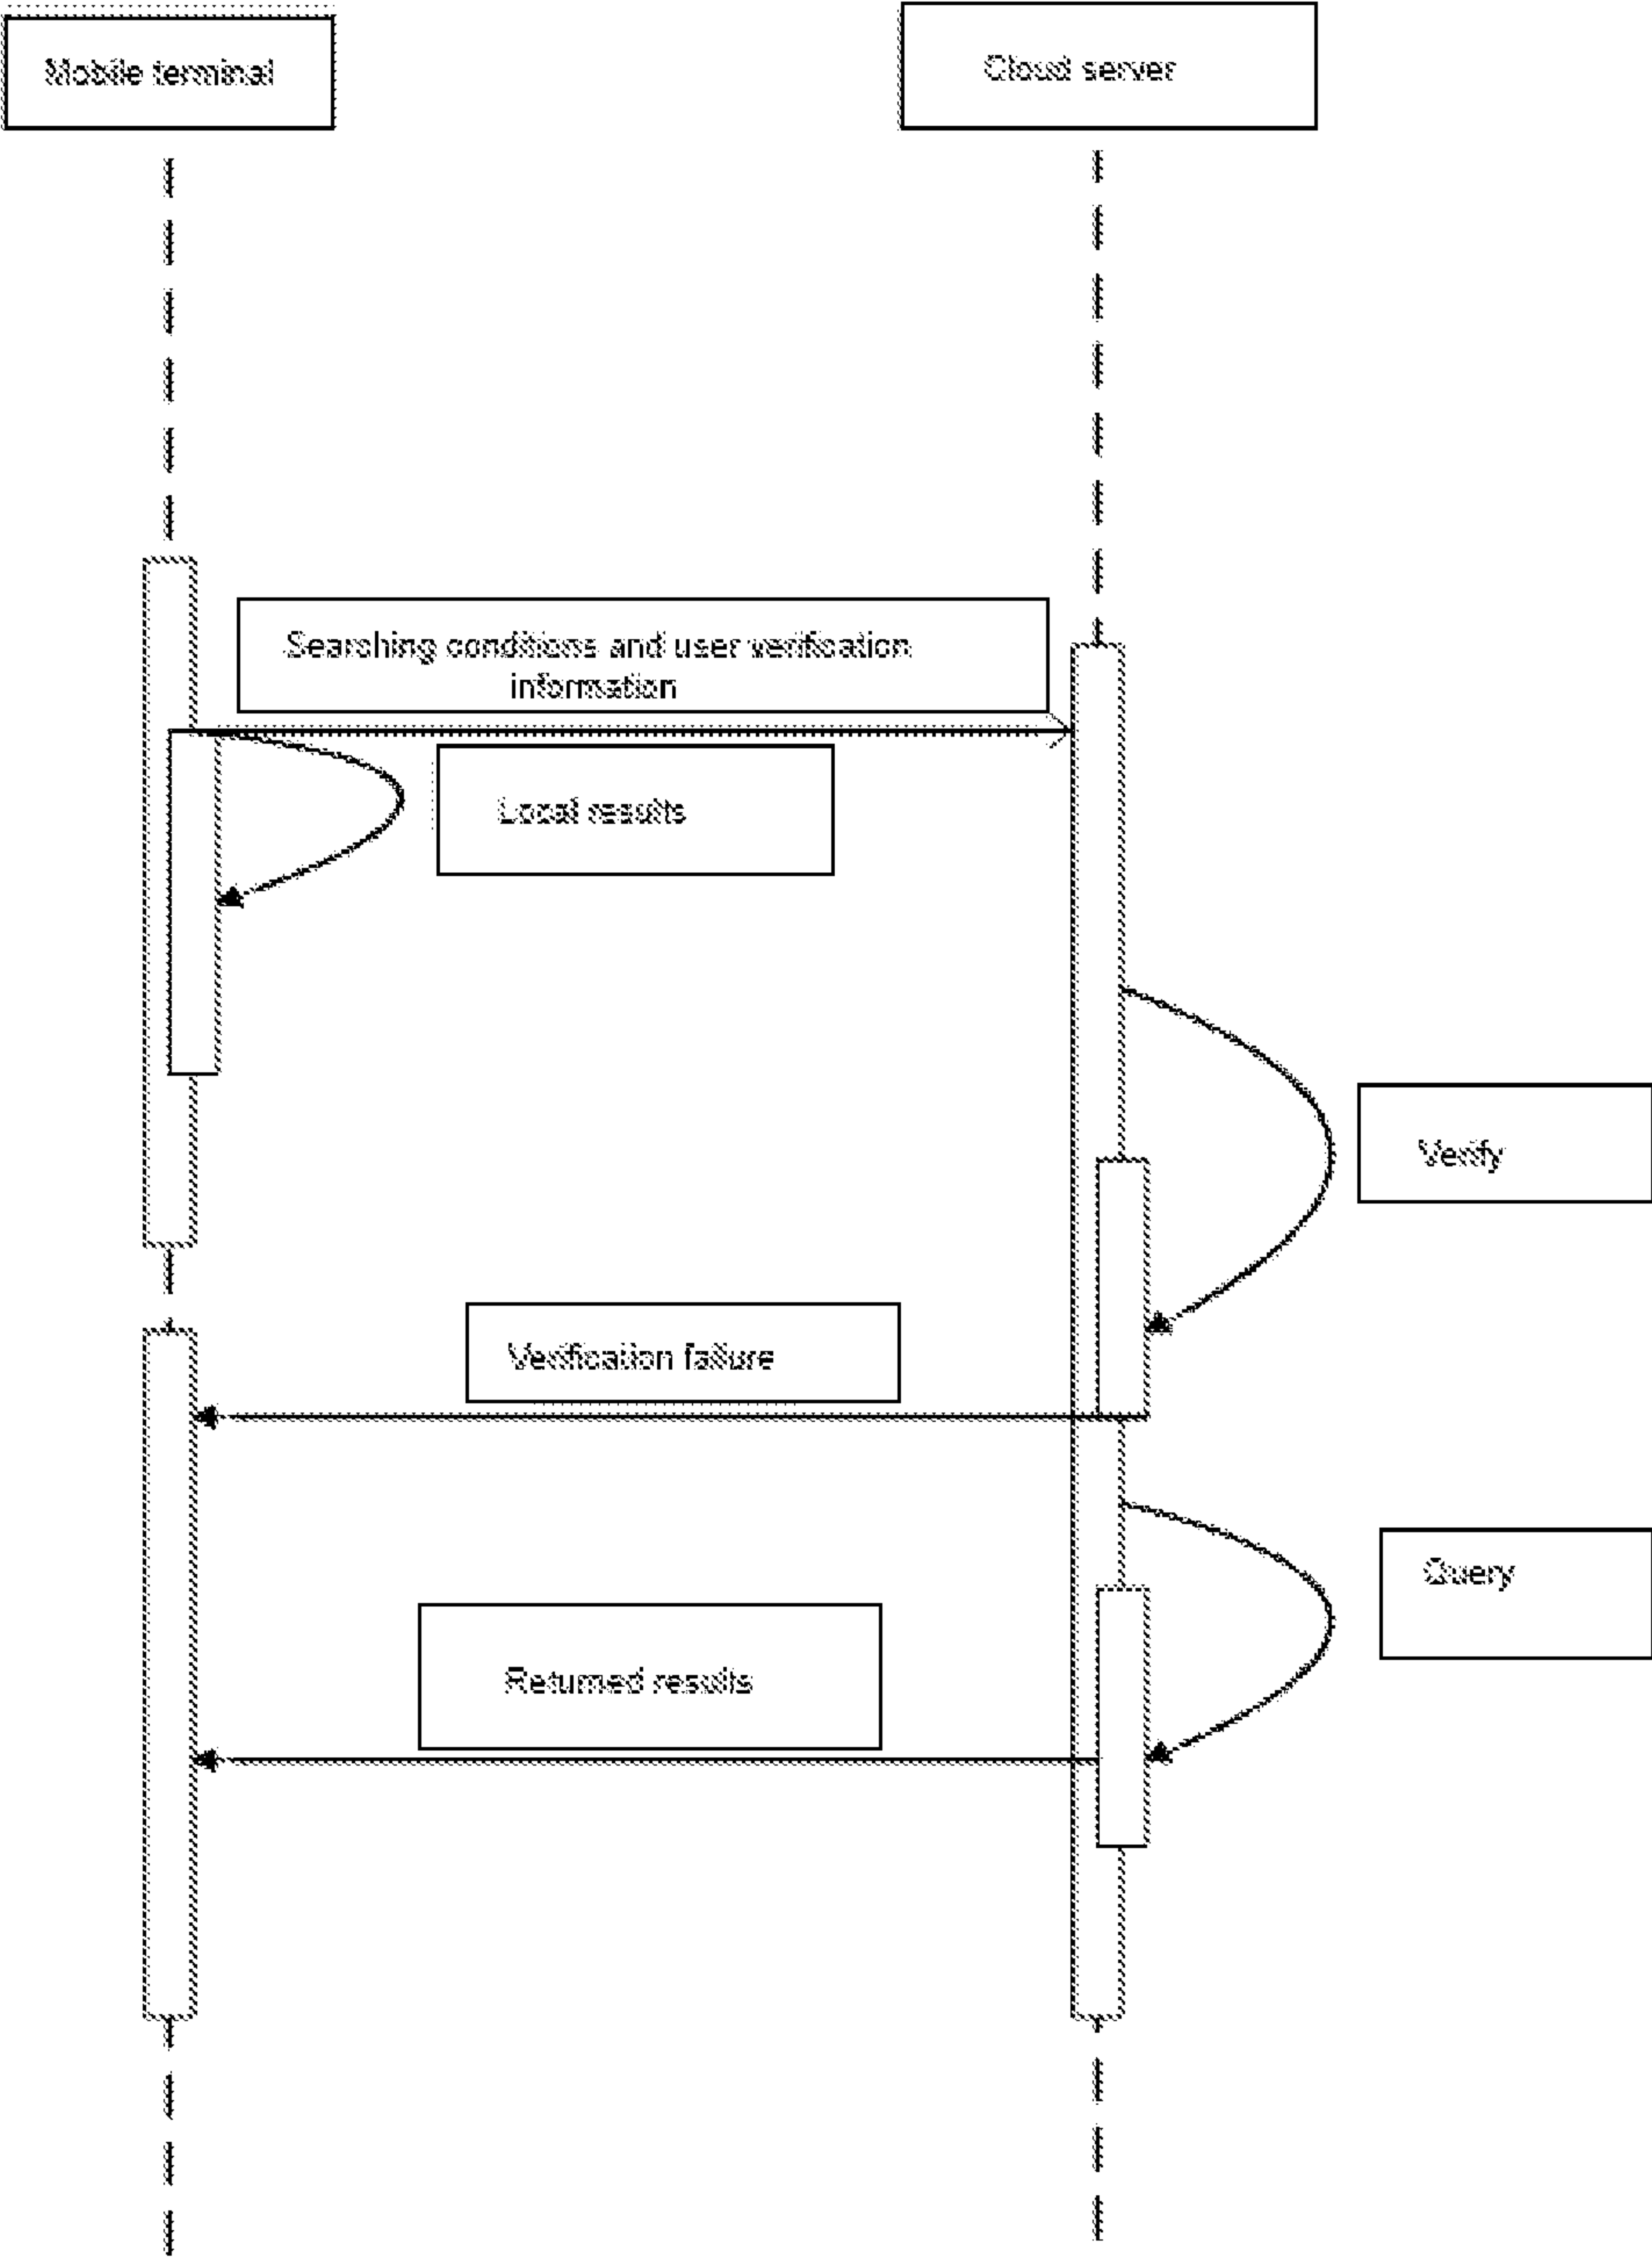 Mobile terminal
Cloud server
Searching conditions and user verification
information
Local results
Verify
Verification failure
Query
Returned results